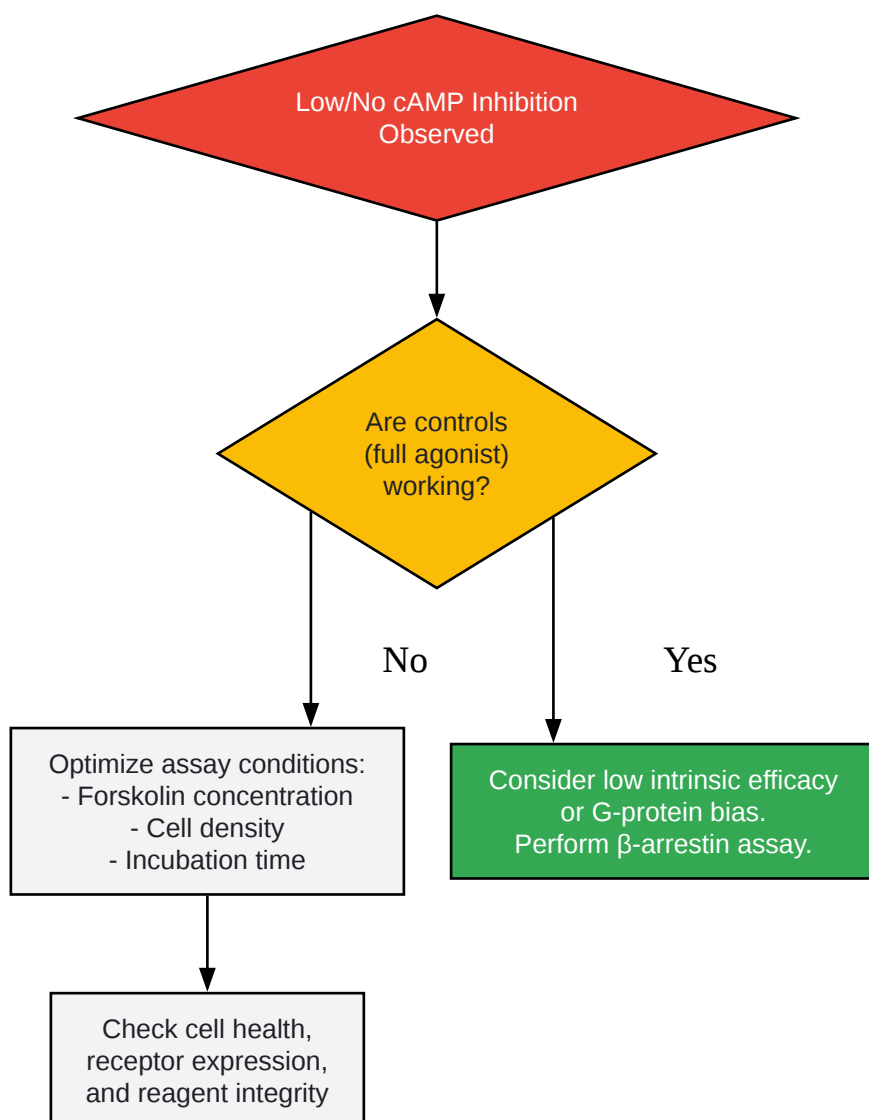 Low/No cAMP Inhibition
Observed
Are controls
(full agonist)
working?
No
Yes
Optimize assay conditions:
- Forskolin concentration
- Cell density
- Incubation time
Consider low intrinsic efficacy
or G-protein bias.
Perform β-arrestin assay.
Check cell health,
receptor expression,
and reagent integrity